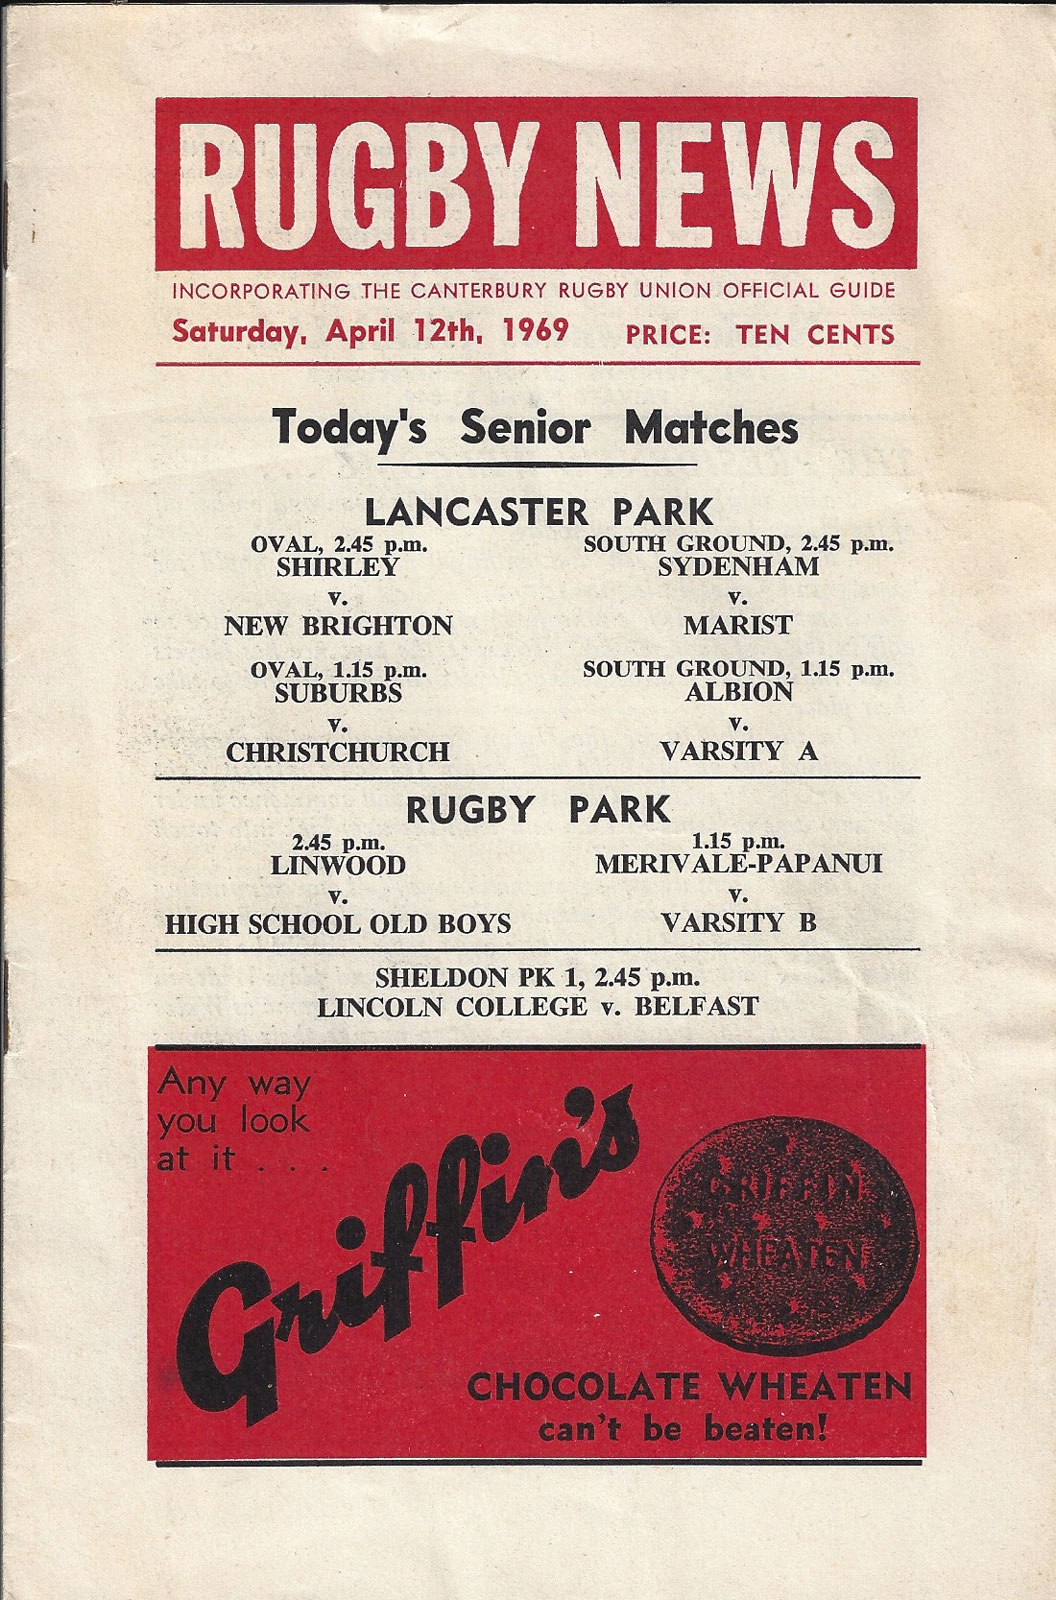 RUGBY NEWS
INCORPORATING THE CANTERBURY RUGBY UNION OFFICIAL GUIDE
Saturday, April 12th, 1969 PRICE: TEN CENTS
Today's Senior Matches
LANCASTER PARK
OVAL, 2.45 p.m.
SHIRLEY
v.
NEW BRIGHTON
OVAL, 1.15 p.m.
SUBURBS
v.
CHRISTCHURCH
SOUTH GROUND, 2.45 p.m.
SYDENHAM
v.
MARIST
SOUTH GROUND, 1.15 p.m.
ALBION
v.
VARSITY A
RUGBY PARK
2.45 p.m.
LINWOOD
v.
HIGH SCHOOL OLD BOYS
1.15 p.m.
MERIVALE-PAPANUI
v.
VARSITY B
SHELDON PK 1, 2.45 p.m.
LINCOLN COLLEGE v. BELFAST
Any way
you look
at it . . .
Griffin's
GRIFFIN
WHEATEN
CHOCOLATE WHEATEN
can't be beaten!